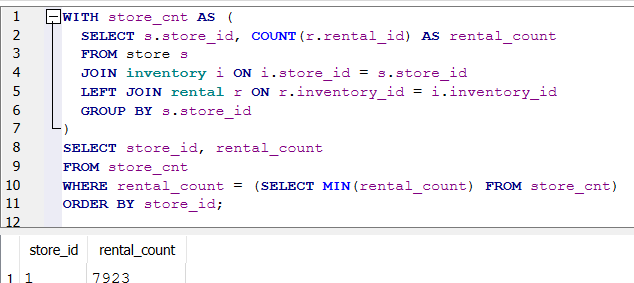 1 WITH store_cnt AS (
2 SELECT s.store_id, COUNT(r.rental_id) AS rental_count
3 FROM store s
4 JOIN inventory i ON i.store_id = s.store_id
5 LEFT JOIN rental r ON r.inventory_id = i.inventory_id
6 GROUP BY s.store_id
7 )
8 SELECT store_id, rental_count
9 FROM store_cnt
10 WHERE rental_count = (SELECT MIN(rental_count) FROM store_cnt)
11 ORDER BY store_id;
12
store_id rental_count
1 1 7923